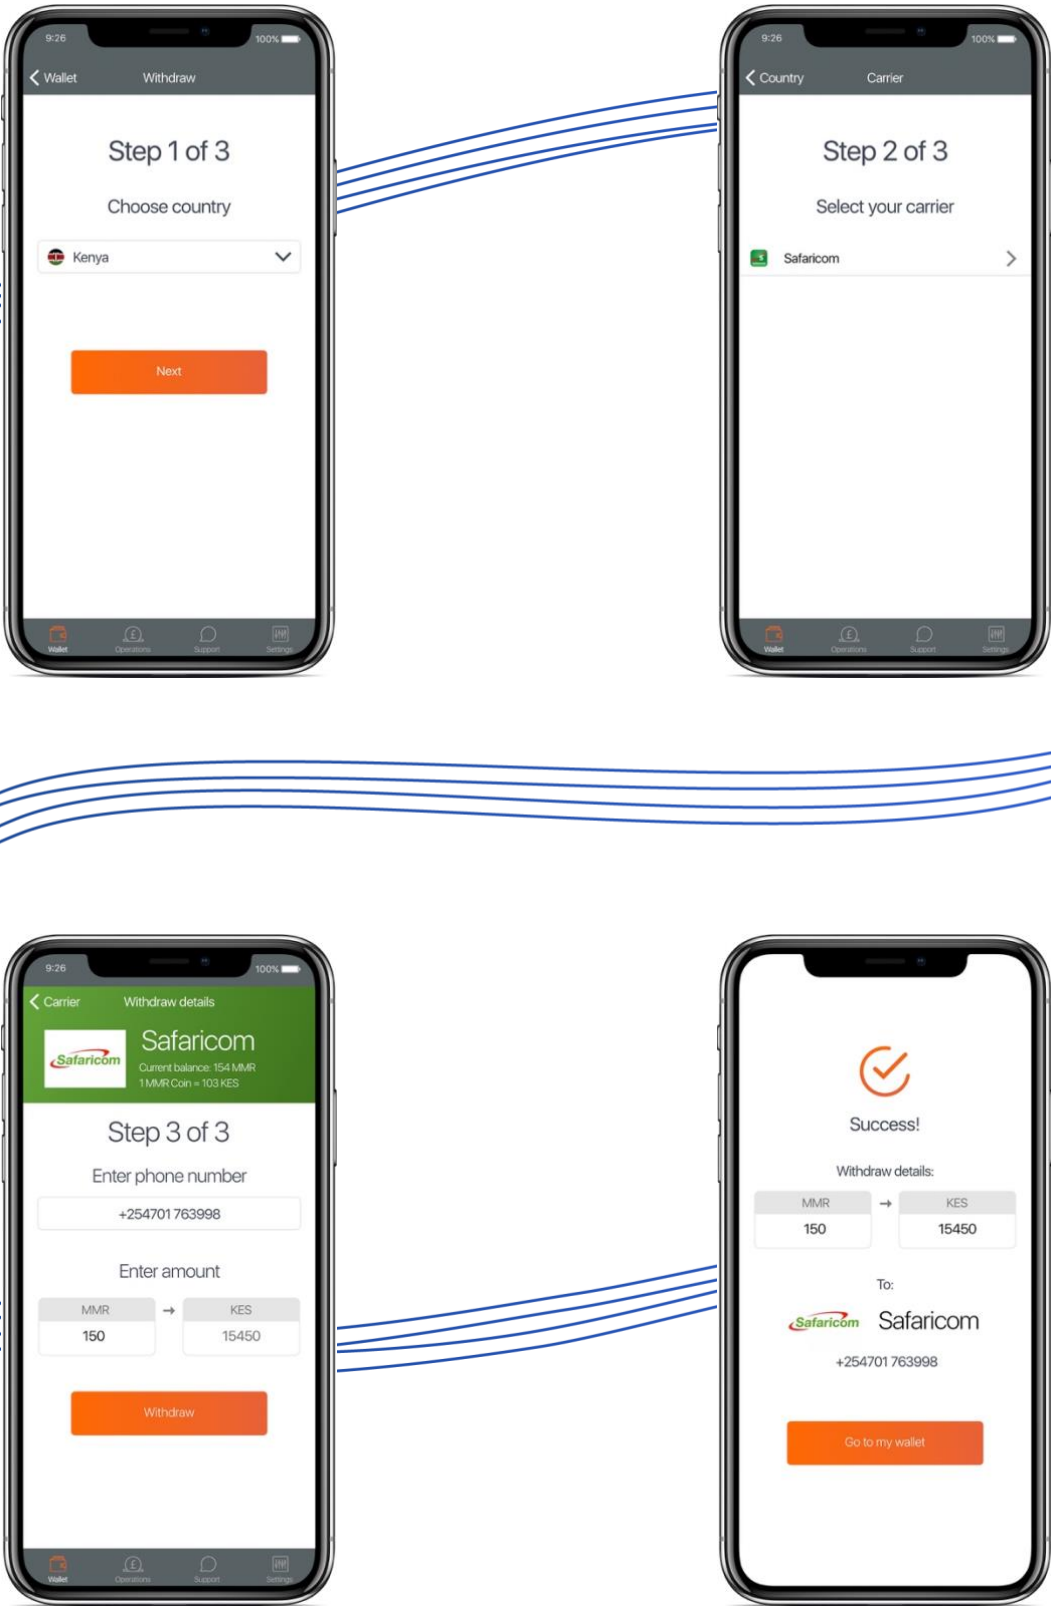 9:26
100%
Wallet
Withdraw
Step 1 of 3
Choose country
Kenya
Next
Wallet
Operations
Support
Settings
9:26
100%
Country
Carrier
Step 2 of 3
Select your carrier
Safaricom
Wallet
Operations
Support
Settings
9:26
100%
Carrier
Withdraw details
Safaricom
Safaricom
Current balance: 154 MMR
1 MMR Coin = 103 KES
Step 3 of 3
Enter phone number
+254701 763998
Enter amount
MMR → KES
150 15450
Withdraw
Wallet
Operations
Support
Settings
Success!
Withdraw details:
MMR → KES
150 15450
To:
Safaricom Safaricom
+254701 763998
Go to my wallet